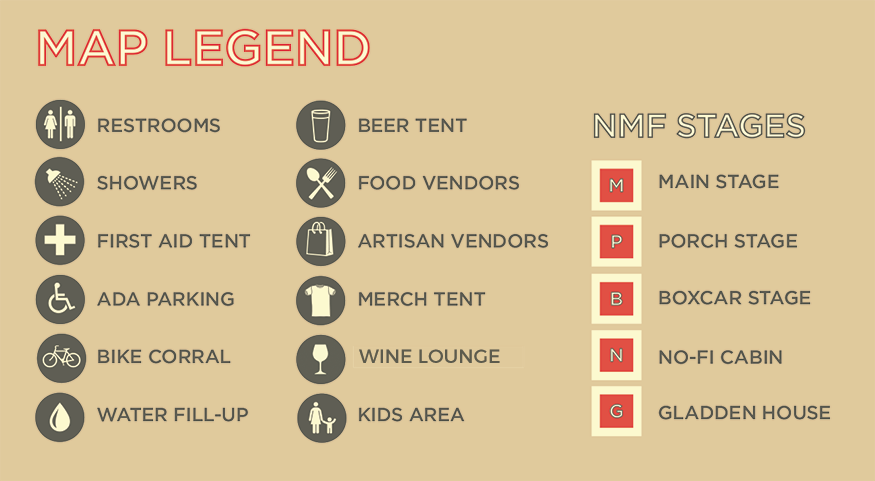 MAP LEGEND
RESTROOMS
SHOWERS
FIRST AID TENT
ADA PARKING
BIKE CORRAL
WATER FILL-UP
BEER TENT
FOOD VENDORS
ARTISAN VENDORS
MERCH TENT
WINE LOUNGE
KIDS AREA
NMF STAGES
M MAIN STAGE
P PORCH STAGE
B BOXCAR STAGE
N NO-FI CABIN
G GLADDEN HOUSE